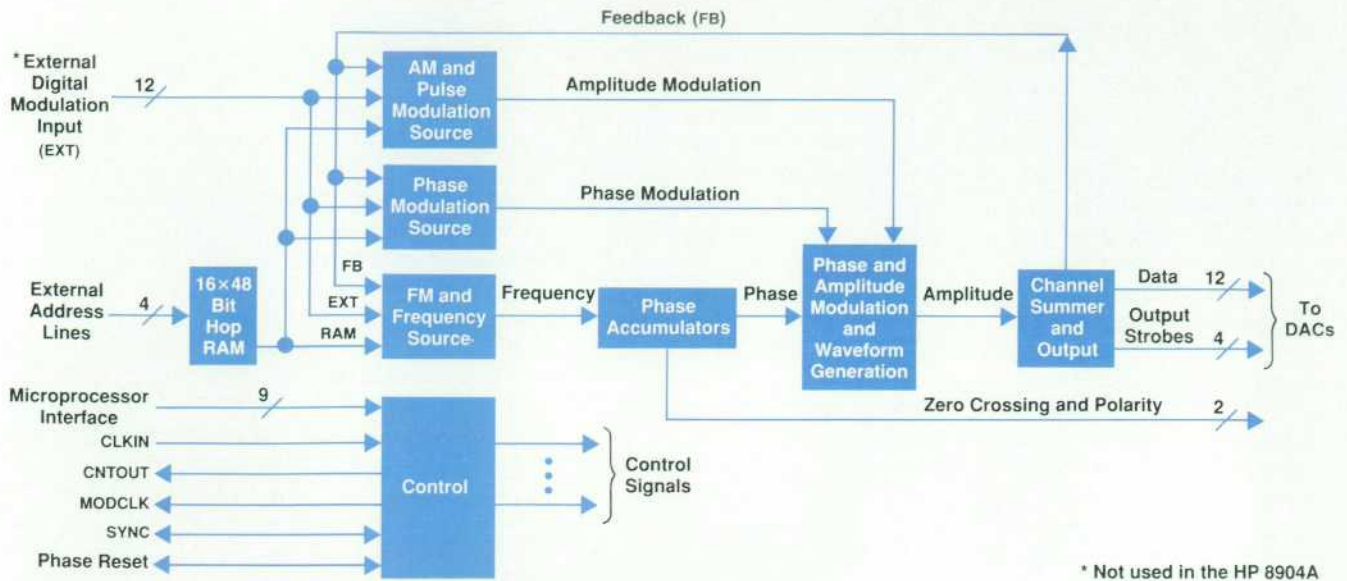 Feedback (FB)
* External
Digital
Modulation
Input
(EXT)
12
AM and
Pulse
Modulation
Source
Amplitude Modulation
Phase
Modulation
Source
Phase Modulation
External
Address
Lines
4
16×48
Bit
Hop
RAM
FB
EXT
RAM
FM and
Frequency
Source
Frequency
Phase
Accumulators
Phase
Phase and
Amplitude
Modulation
and
Waveform
Generation
Amplitude
Channel
Summer
and
Output
Data
12
Output
Strobes
4
To
DACs
Zero Crossing and Polarity
2
Microprocessor
Interface
9
CLKIN
CNTOUT
MODCLK
SYNC
Phase Reset
Control
Control
Signals
* Not used in the HP 8904A